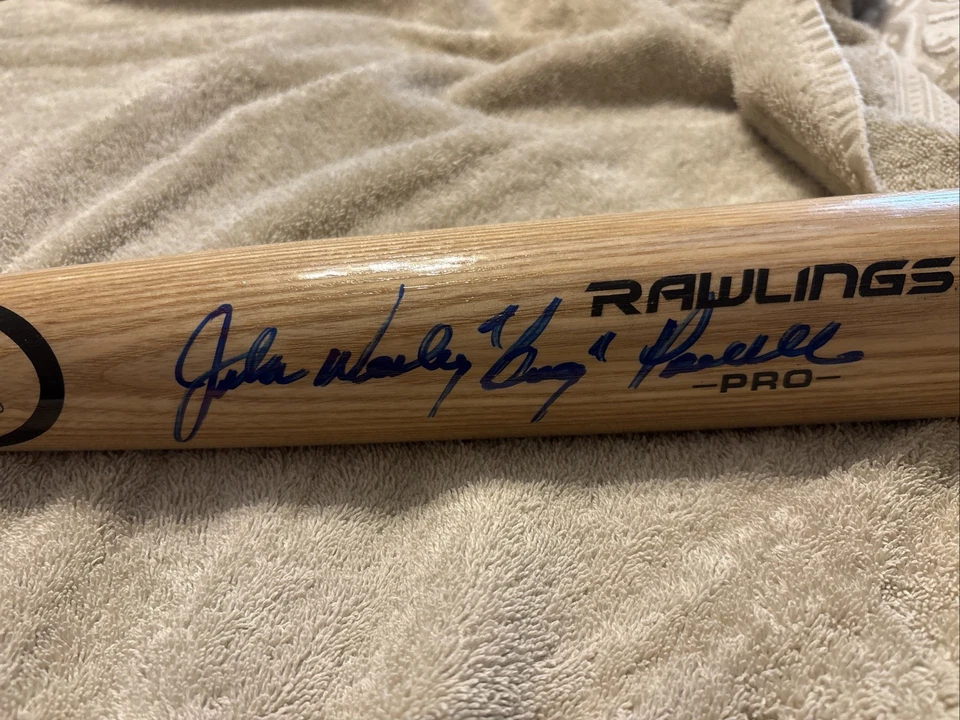 RAWLINGS
John Wesley "Boog" Powell
-PRO-